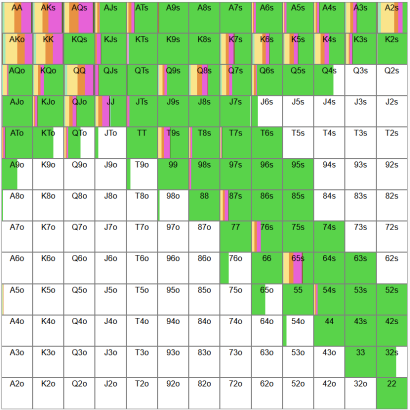 AA AKs AQs AJs ATs A9s A8s A7s A6s A5s A4s A3s A2s
AKo KK KQs KJs KTs K9s K8s K7s K6s K5s K4s K3s K2s
AQo KQo QQ QJs QTs Q9s Q8s Q7s Q6s Q5s Q4s Q3s Q2s
AJo KJo QJo JJ JTs J9s J8s J7s J6s J5s J4s J3s J2s
ATo KTo QTo JTo TT T9s T8s T7s T6s T5s T4s T3s T2s
A9o K9o Q9o J9o T9o 99 98s 97s 96s 95s 94s 93s 92s
A8o K8o Q8o J8o T8o 98o 88 87s 86s 85s 84s 83s 82s
A7o K7o Q7o J7o T7o 97o 87o 77 76s 75s 74s 73s 72s
A6o K6o Q6o J6o T6o 96o 86o 76o 66 65s 64s 63s 62s
A5o K5o Q5o J5o T5o 95o 85o 75o 65o 55 54s 53s 52s
A4o K4o Q4o J4o T4o 94o 84o 74o 64o 54o 44 43s 42s
A3o K3o Q3o J3o T3o 93o 83o 73o 63o 53o 43o 33 32s
A2o K2o Q2o J2o T2o 92o 82o 72o 62o 52o 42o 32o 22